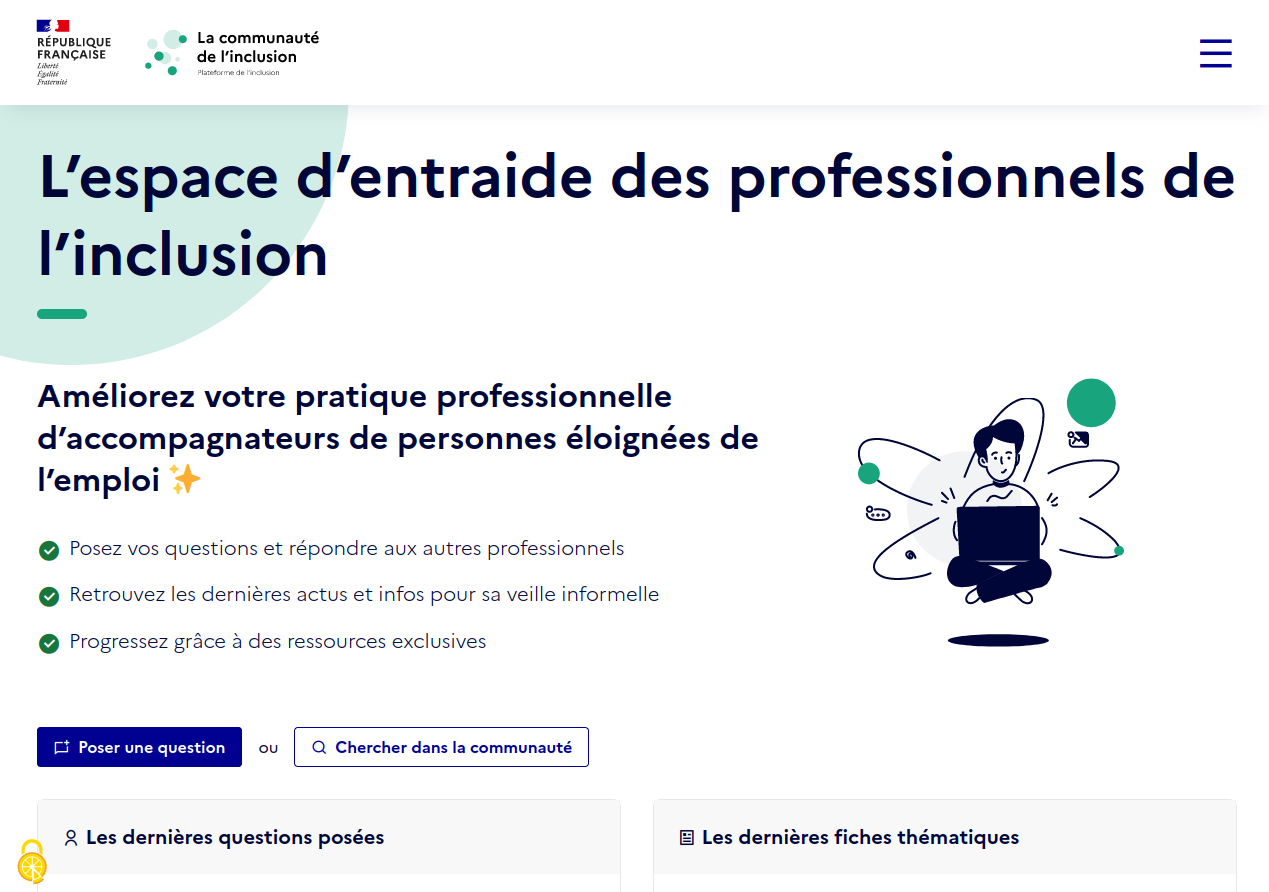 RÉPUBLIQUE
FRANÇAISE
Liberté
Égalité
Fraternité
La communauté
de l’inclusion
Plateforme de l’inclusion
L’espace d’entraide des professionnels de
l’inclusion
Améliorez votre pratique professionnelle
d’accompagnateurs de personnes éloignées de
l’emploi ✨
Posez vos questions et répondre aux autres professionnels
Retrouvez les dernières actus et infos pour sa veille informelle
Progressez grâce à des ressources exclusives
Poser une question ou Chercher dans la communauté
Les dernières questions posées
Les dernières fiches thématiques